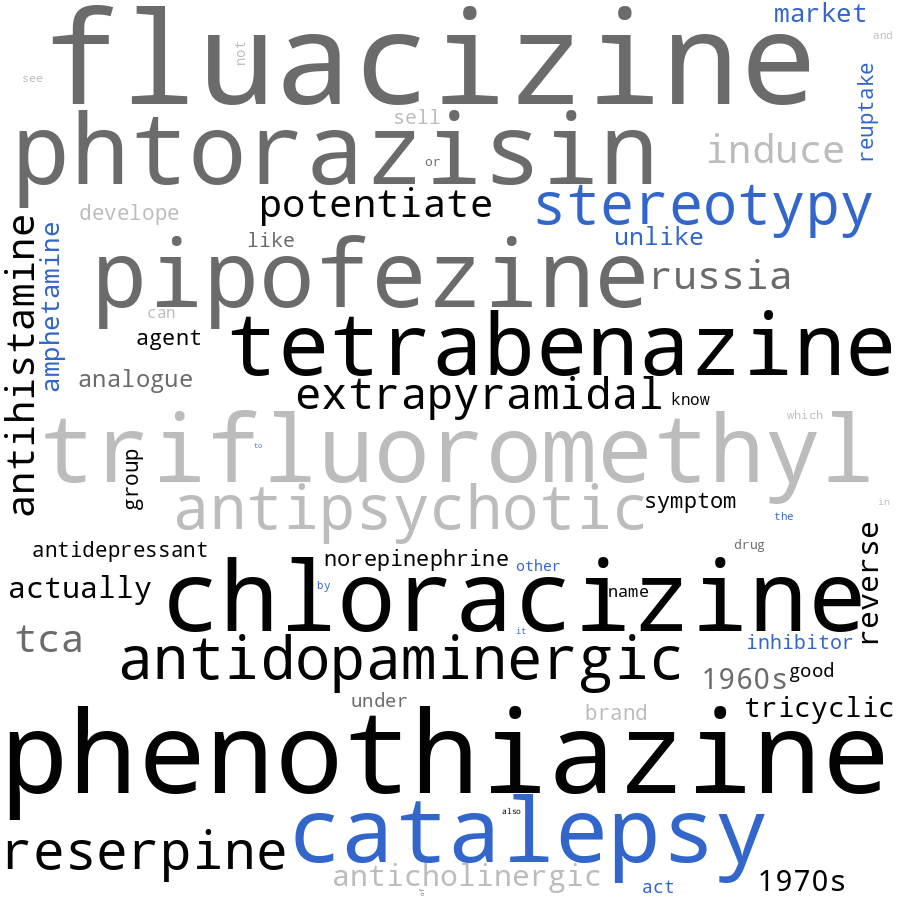 market
fluacizine
and
not
see
reuptake
sell
phtorazisin
or
induce
potentiate
stereotypy
develope
antihistamine
amphetamine
like
unlike
pipofezine
russia
can
agent
tetrabenazine
analogue
extrapyramidal
know
trifluoromethyl
which
to
group
antipsychotic
symptom
in
the
reverse
antidepressant
norepinephrine
drug
other
actually
chloracizine
by
name
it
tca
antidopaminergic
inhibitor
1960s
good
under
brand
tricyclic
phenothiazine
catalepsy
also
reserpine
anticholinergic
act
1970s
of